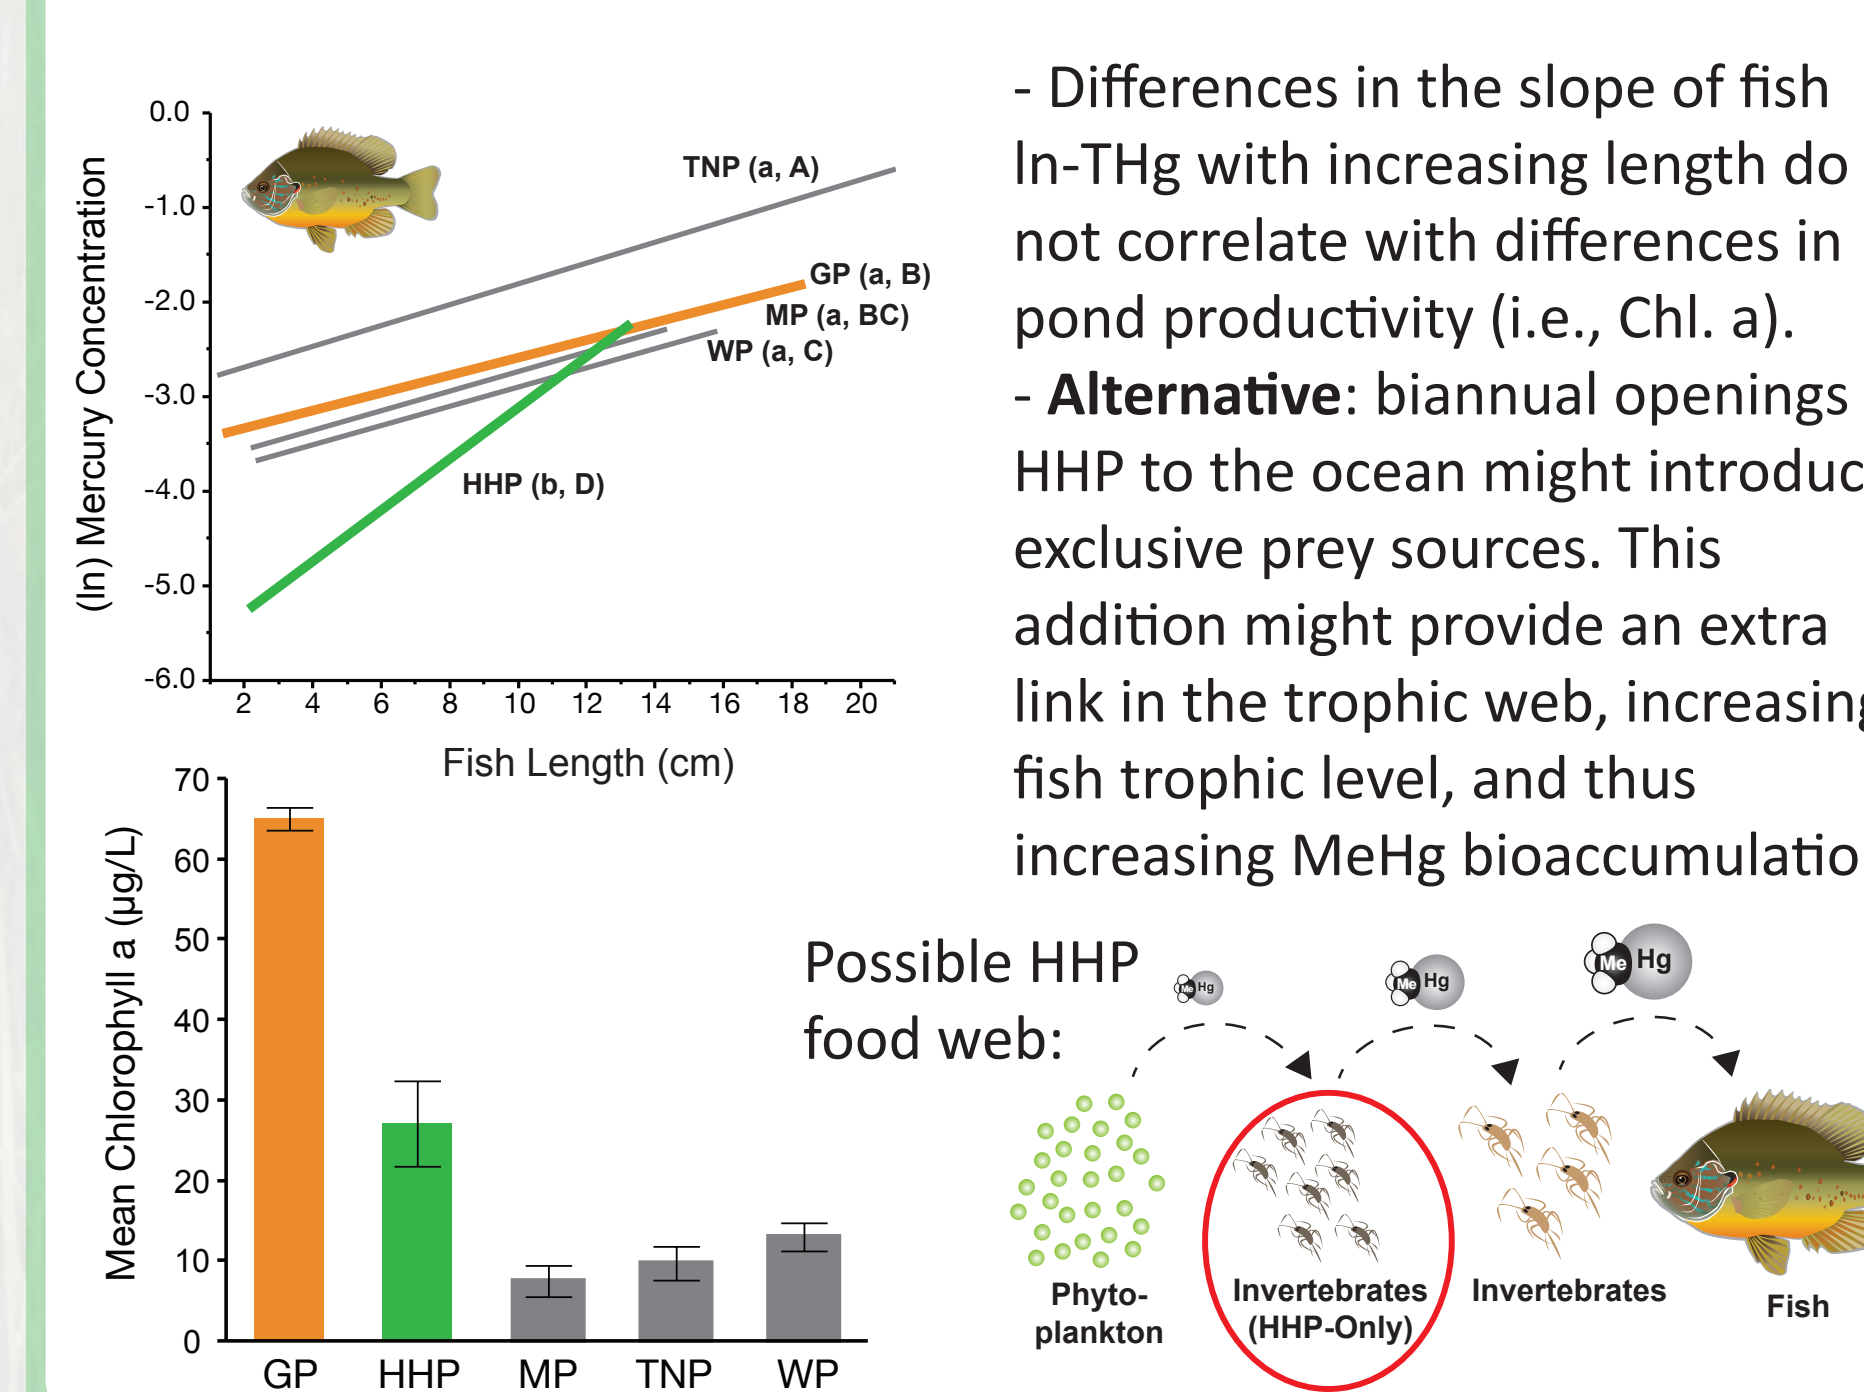 0.0
-1.0
-2.0
-3.0
-4.0
-5.0
-6.0
(ln) Mercury Concentration
TNP (a, A)
GP (a, B)
MP (a, BC)
WP (a, C)
HHP (b, D)
2 4 6 8 10 12 14 16 18 20
Fish Length (cm)
70
60
50
40
30
20
10
0
Mean Chlorophyll a (µg/L)
GP HHP MP TNP WP
- Differences in the slope of fish
ln-THg with increasing length do
not correlate with differences in
pond productivity (i.e., Chl. a).
- Alternative: biannual openings
HHP to the ocean might introduc
exclusive prey sources. This
addition might provide an extra
link in the trophic web, increasing
fish trophic level, and thus
increasing MeHg bioaccumulatio
Possible HHP
food web:
Me Hg
Me Hg
Me Hg
Phyto-
plankton
Invertebrates
(HHP-Only)
Invertebrates
Fish